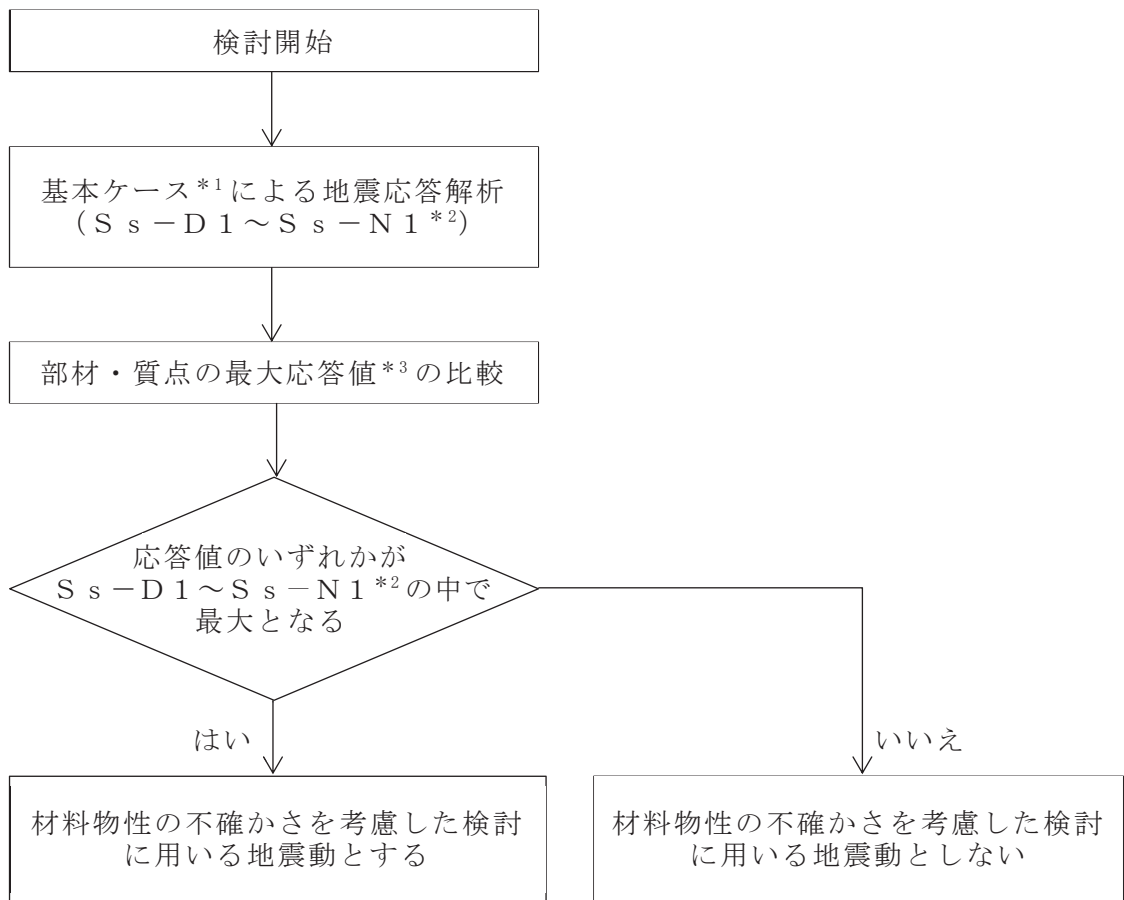 検討開始
基本ケース*1による地震応答解析
(Ss-D1~Ss-N1*2)
部材・質点の最大応答値*3の比較
応答値のいずれかが
Ss-D1~Ss-N1*2の中で
最大となる
はい
いいえ
材料物性の不確かさを考慮した検討
に用いる地震動とする
材料物性の不確かさを考慮した検討
に用いる地震動としない